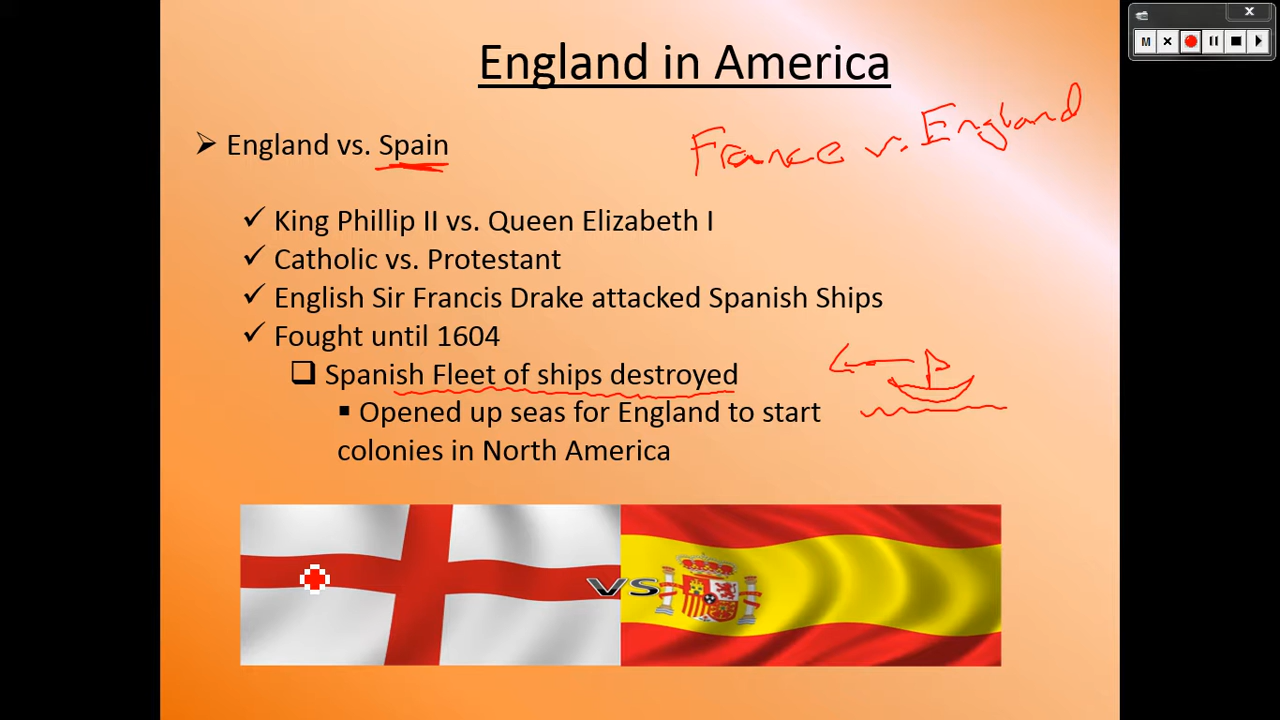 England in America
England vs. Spain
France v. England
King Phillip II vs. Queen Elizabeth I
Catholic vs. Protestant
English Sir Francis Drake attacked Spanish Ships
Fought until 1604
Spanish Fleet of ships destroyed
Opened up seas for England to start
colonies in North America
VS
M